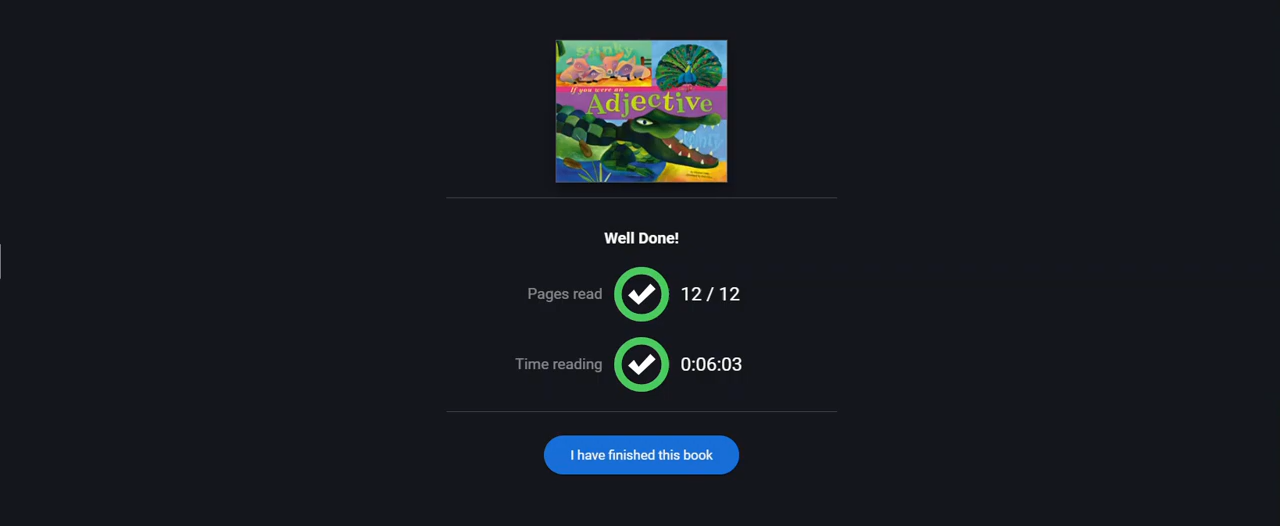 Stinky
If you were an
Adjective
Well Done!
Pages read 12 / 12
Time reading 0:06:03
I have finished this book